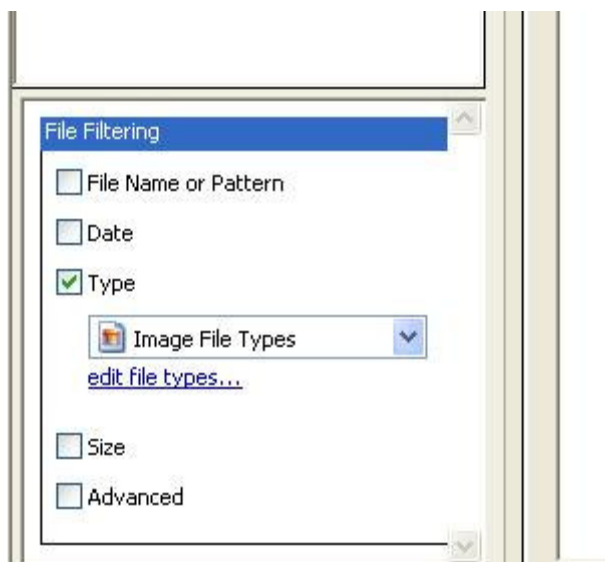 File Filtering
File Name or Pattern
Date
Type
Image File Types
edit file types...
Size
Advanced